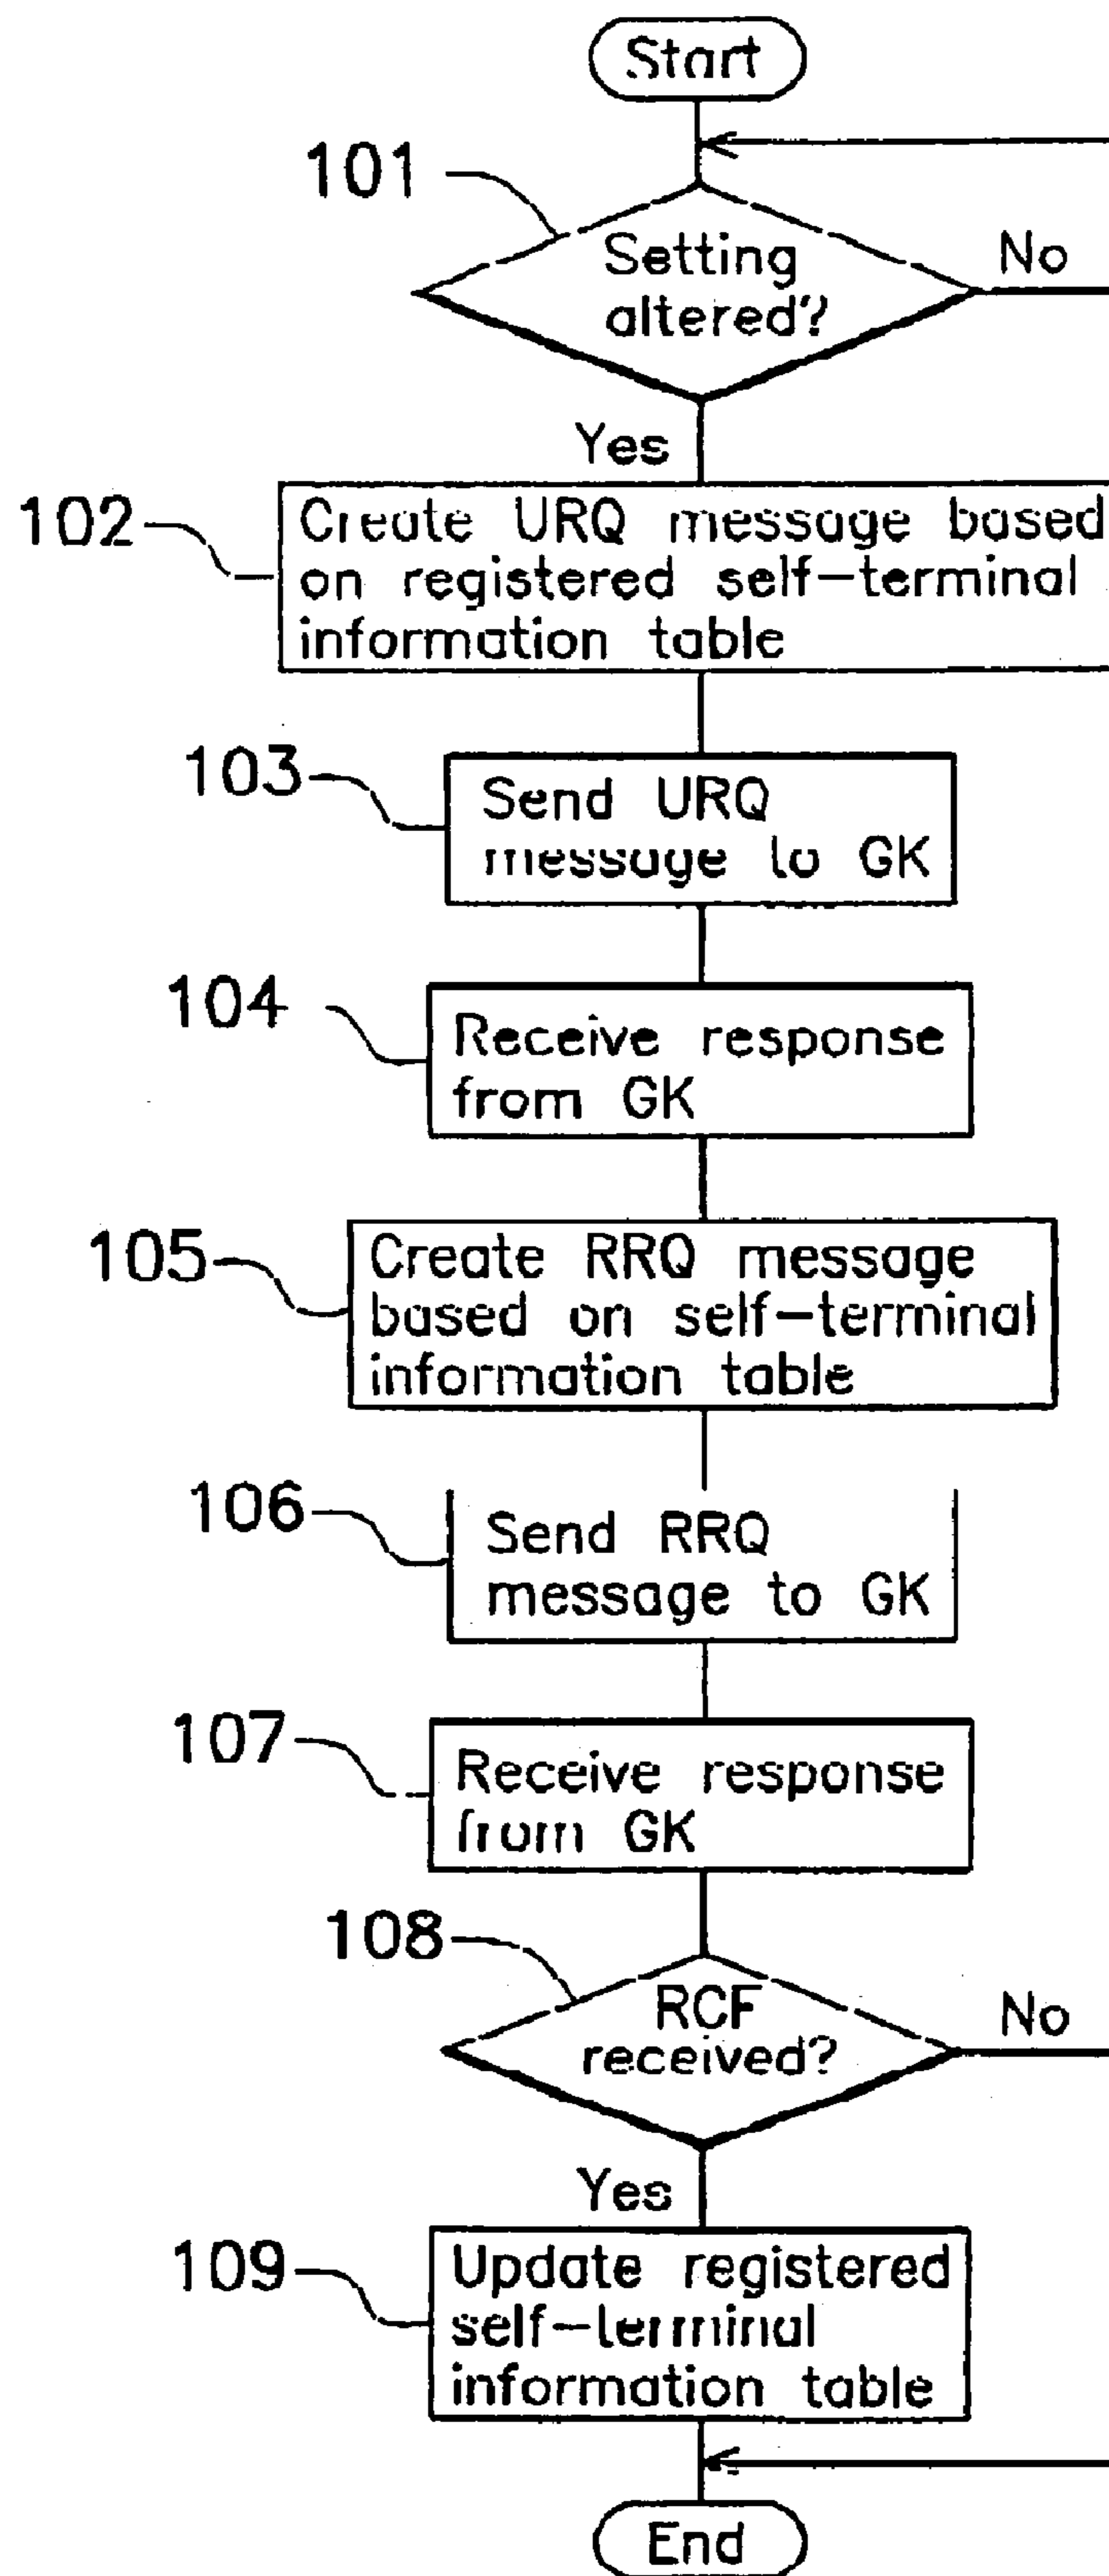 Start
101
Setting
altered?
No
Yes
102
Create URQ message based
on registered self-terminal
information table
103
Send URQ
message to GK
104
Receive response
from GK
105
Create RRQ message
based on self-terminal
information table
106
Send RRQ
message to GK
107
Receive response
from GK
108
RCF
received?
No
Yes
109
Update registered
self-terminal
information table
End